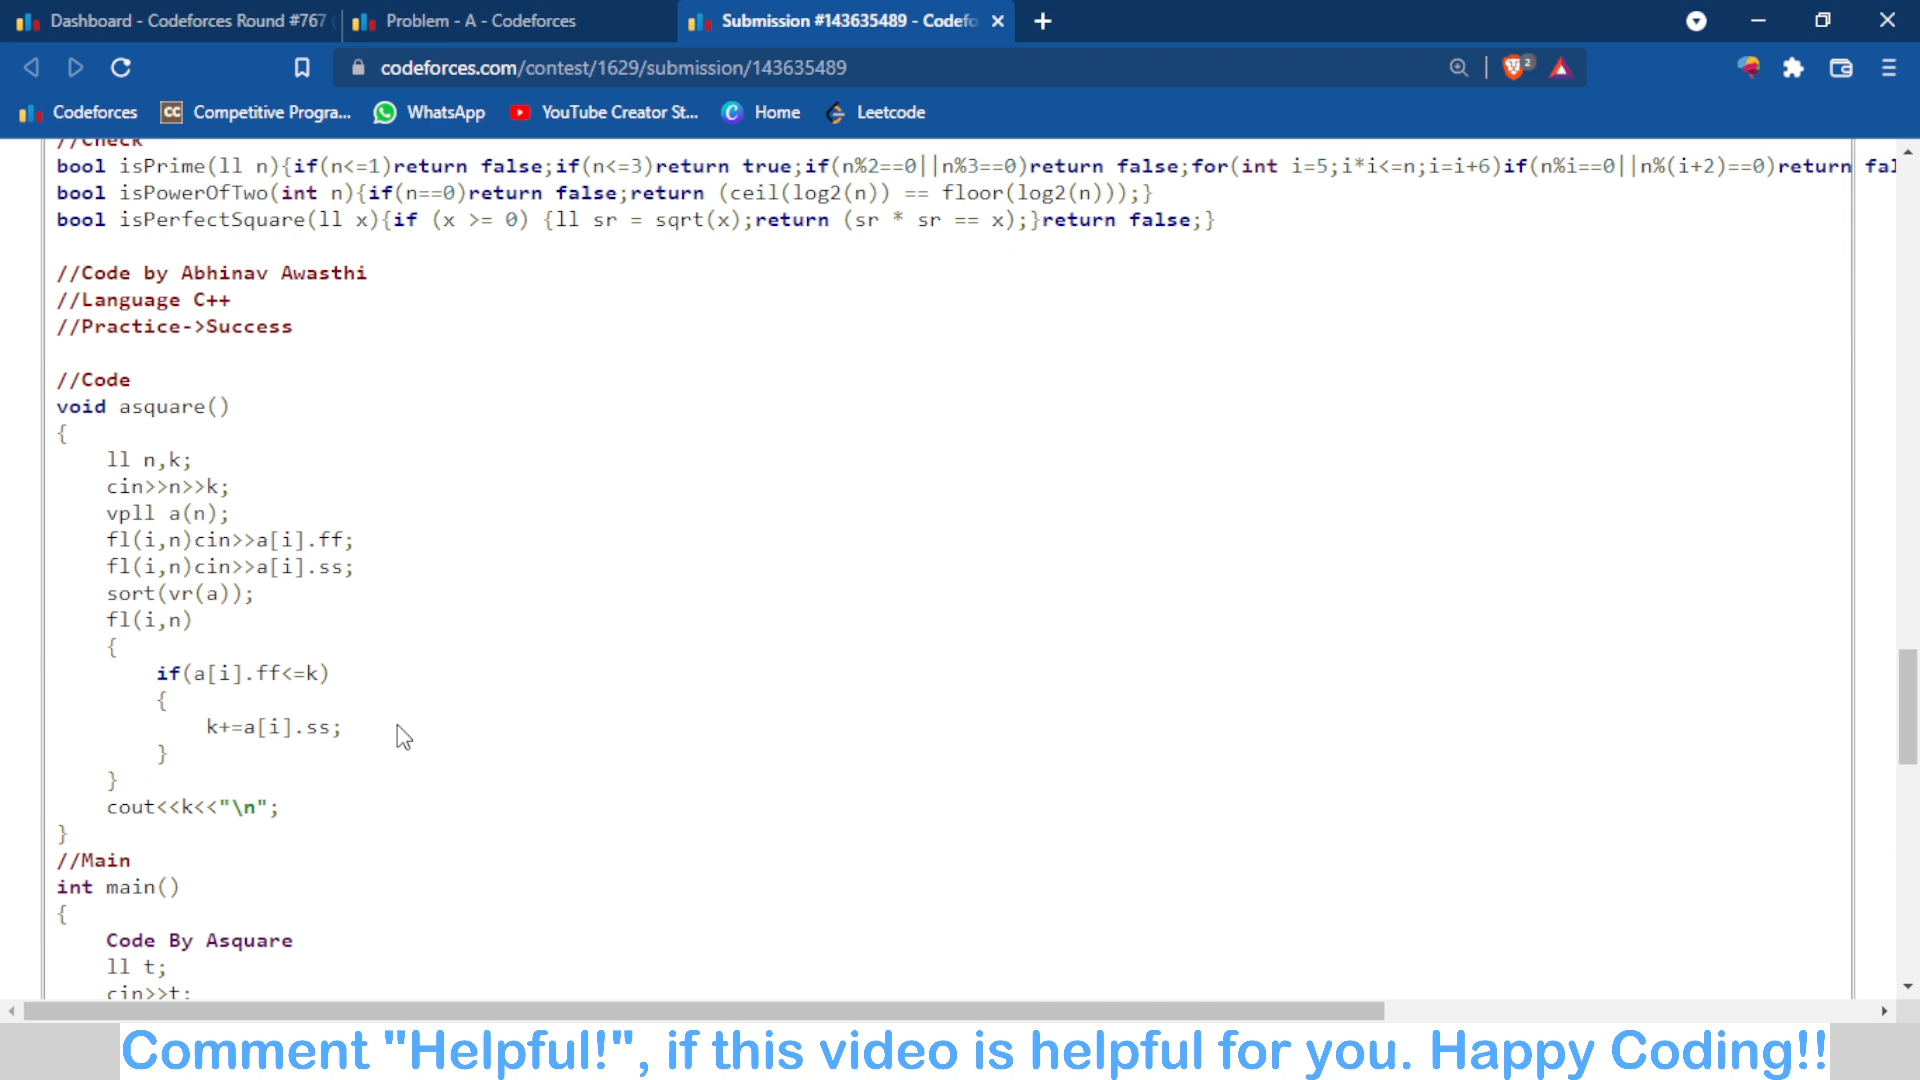 Dashboard - Codeforces Round #767
Problem - A - Codeforces
Submission #143635489 - Codefo
codeforces.com/contest/1629/submission/143635489
2
Codeforces
CC Competitive Progra...
WhatsApp
YouTube Creator St...
Home
Leetcode
//Check
bool isPrime(ll n){if(n<=1)return false;if(n<=3)return true;if(n%2==0||n%3==0)return false;for(int i=5;i*i<=n;i=i+6)if(n%i==0||n%(i+2)==0)return fal
bool isPowerOfTwo(int n){if(n==0)return false;return (ceil(log2(n)) == floor(log2(n)));}
bool isPerfectSquare(ll x){if (x >= 0) {ll sr = sqrt(x);return (sr * sr == x);}return false;}
//Code by Abhinav Awasthi
//Language C++
//Practice->Success
//Code
void asquare()
{
ll n,k;
cin>>n>>k;
vpll a(n);
fl(i,n)cin>>a[i].ff;
fl(i,n)cin>>a[i].ss;
sort(vr(a));
fl(i,n)
{
if(a[i].ff<=k)
{
k+=a[i].ss;
}
}
cout<<k<<"\n";
}
//Main
int main()
{
Code By Asquare
ll t;
cin>>t;
Comment "Helpful!", if this video is helpful for you. Happy Coding!!